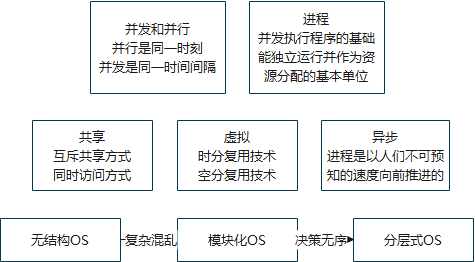 并发和并行
并行是同一时刻
并发是同一时间间隔
进程
并发执行程序的基础
能独立运行并作为资
源分配的基本单位
共享
互斥共享方式
同时访问方式
虚拟
时分复用技术
空分复用技术
异步
进程是以人们不可预
知的速度向前推进的
无结构OS
复杂混乱
模块化OS
决策无序
分层式OS